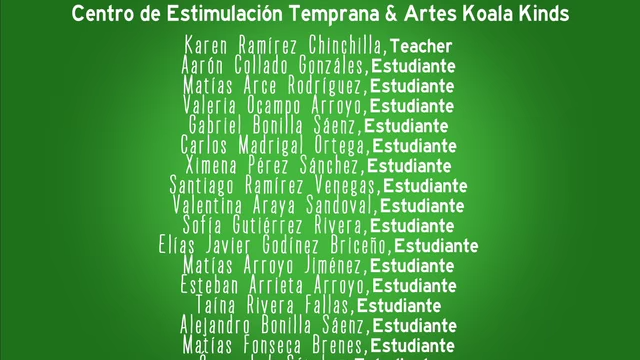 Centro de Estimulación Temprana & Artes Koala Kinds
Karen Ramírez Chinchilla, Teacher
Aarón Collado Gonzáles, Estudiante
Matías Arce Rodríguez, Estudiante
Valeria Ocampo Arroyo, Estudiante
Gabriel Bonilla Sáenz, Estudiante
Carlos Madrigal Ortega, Estudiante
Ximena Pérez Sánchez, Estudiante
Santiago Ramírez Venegas, Estudiante
Valentina Araya Sandoval, Estudiante
Sofía Gutiérrez Rivera, Estudiante
Elías Javier Godínez Briceño, Estudiante
Matías Arroyo Jiménez, Estudiante
Esteban Arrieta Arroyo, Estudiante
Taína Rivera Fallas, Estudiante
Alejandro Bonilla Sáenz, Estudiante
Matías Fonseca Brenes, Estudiante
Estudiante